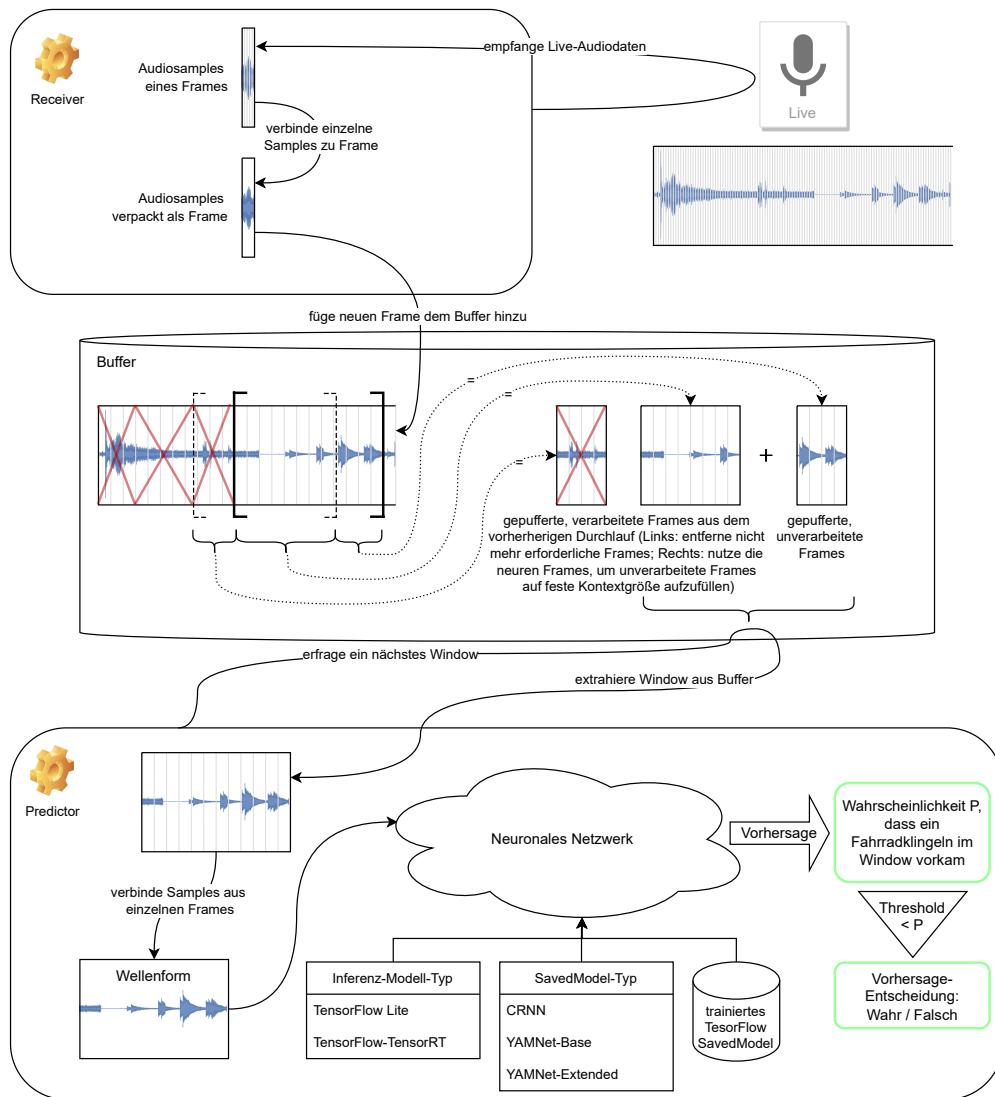 empfange Live-Audiodaten
Live
Receiver
Audiosamples
eines Frames
verbinde einzelne
Samples zu Frame
Audiosamples
verpackt als Frame
füge neuen Frame dem Buffer hinzu
Buffer
=
=
=
+
gepufferte, verarbeitete Frames aus dem
vorherigen Durchlauf (Links: entferne nicht
mehr erforderliche Frames; Rechts: nutze die
neuren Frames, um unverarbeitete Frames
auf feste Kontextgröße aufzufüllen)
gepufferte,
unverarbeitete
Frames
erfrage ein nächstes Window
extrahiere Window aus Buffer
Predictor
verbinde Samples aus
einzelnen Frames
Wellenform
Neuronales Netzwerk
Vorhersage
Wahrscheinlichkeit P,
dass ein
Fahrradklingeln im
Window vorkam
Threshold
< P
Vorhersage-
Entscheidung:
Wahr / Falsch
Inferenz-Modell-Typ
TensorFlow Lite
TensorFlow-TensorRT
SavedModel-Typ
CRNN
YAMNet-Base
YAMNet-Extended
trainiertes
TesorFlow
SavedModel